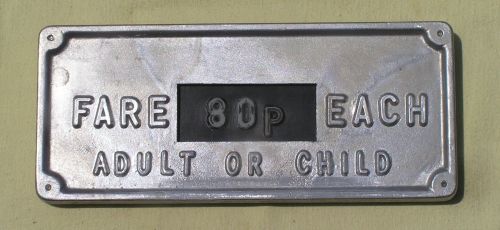 FARE 80p EACH
ADULT OR CHILD